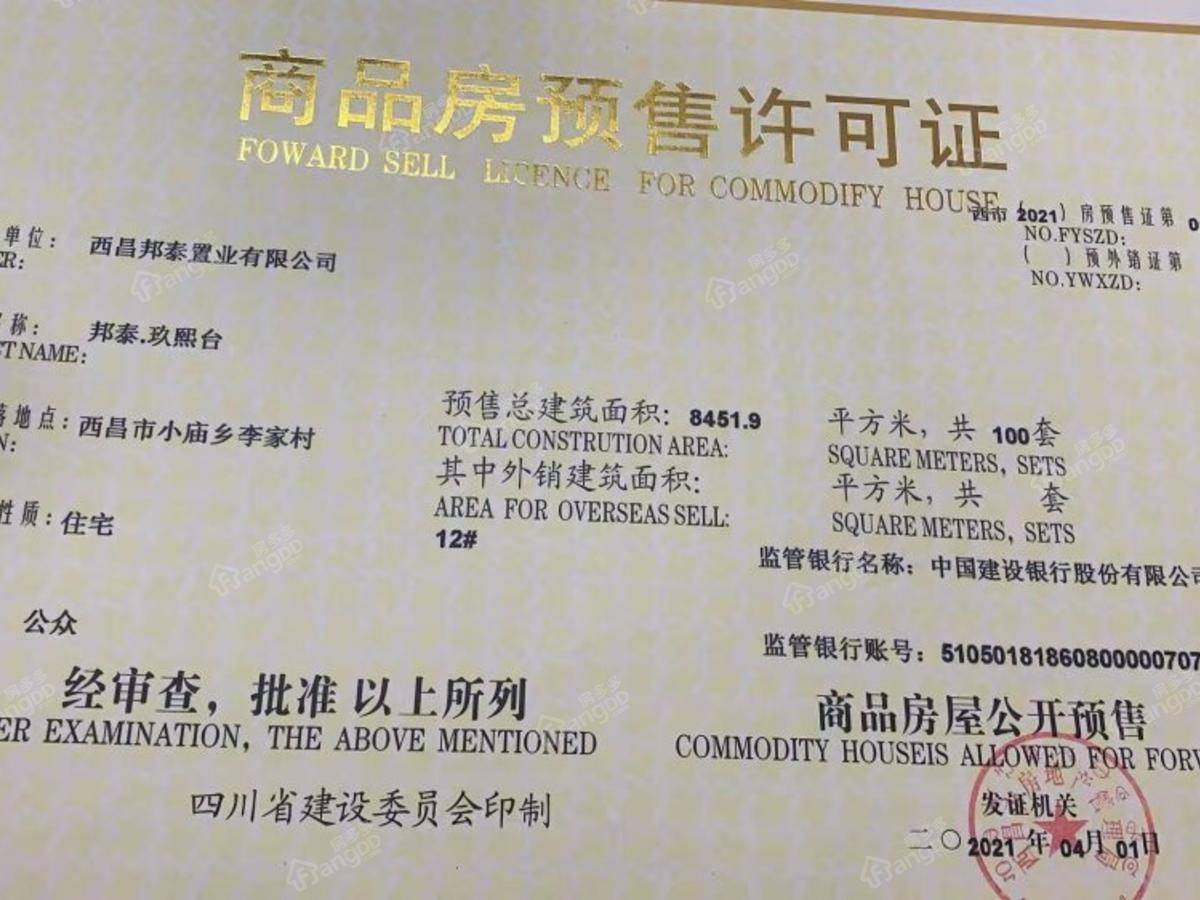 商品房预售许可证
FOWARD SELL LICENCE FOR COMMODIFY HOUSE
西市（2021）房预售证第 0
NO.FYSZD:
（ ）预外销证第
NO.YWXZD:
单位： 西昌邦泰置业有限公司
ER:
称： 邦泰.玖熙台
CT NAME:
落地点：西昌市小庙乡李家村
N:
预售总建筑面积：8451.9 平方米，共 100套
TOTAL CONSTRUTION AREA: SQUARE METERS, SETS
其中外销建筑面积： 平方米，共 套
AREA FOR OVERSEAS SELL: SQUARE METERS, SETS
性质：住宅
12#
监管银行名称：中国建设银行股份有限公司
公众
监管银行账号：51050181860800000707
经审查，批准以上所列 商品房屋公开预售
ER EXAMINATION, THE ABOVE MENTIONED COMMODITY HOUSEIS ALLOWED FOR FORW
四川省建设委员会印制
发证机关
二〇2021 年 04月 01日